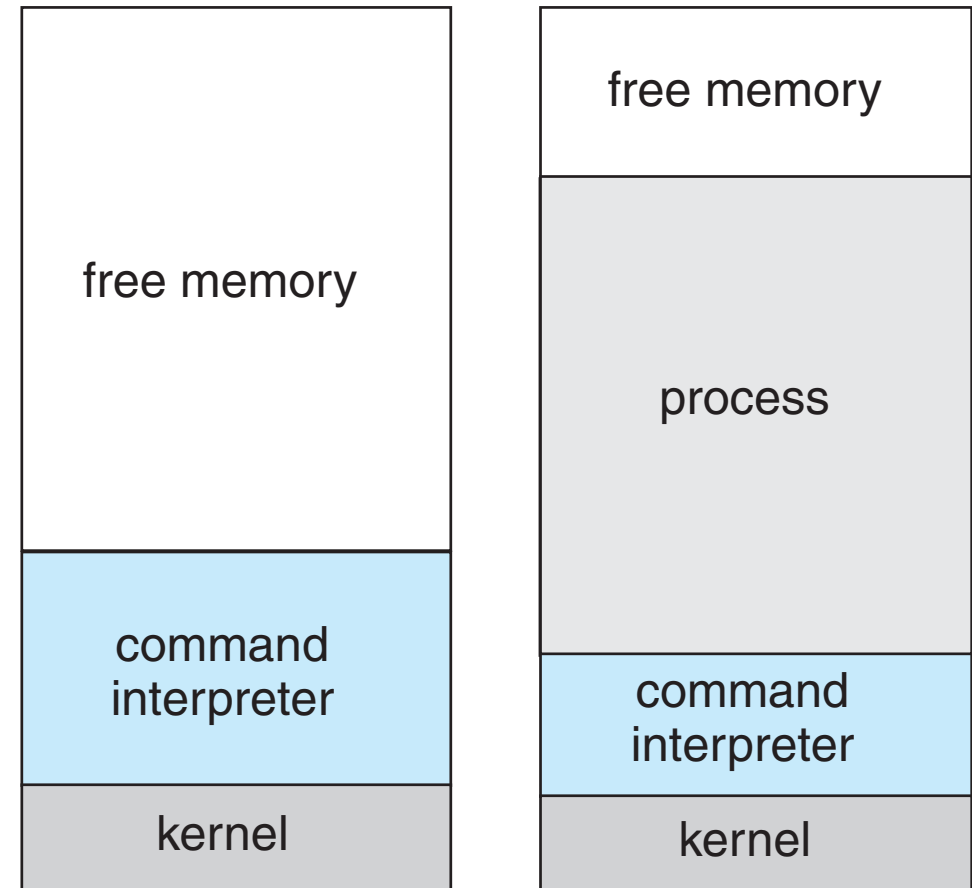 free memory
command
interpreter
kernel
free memory
process
command
interpreter
kernel